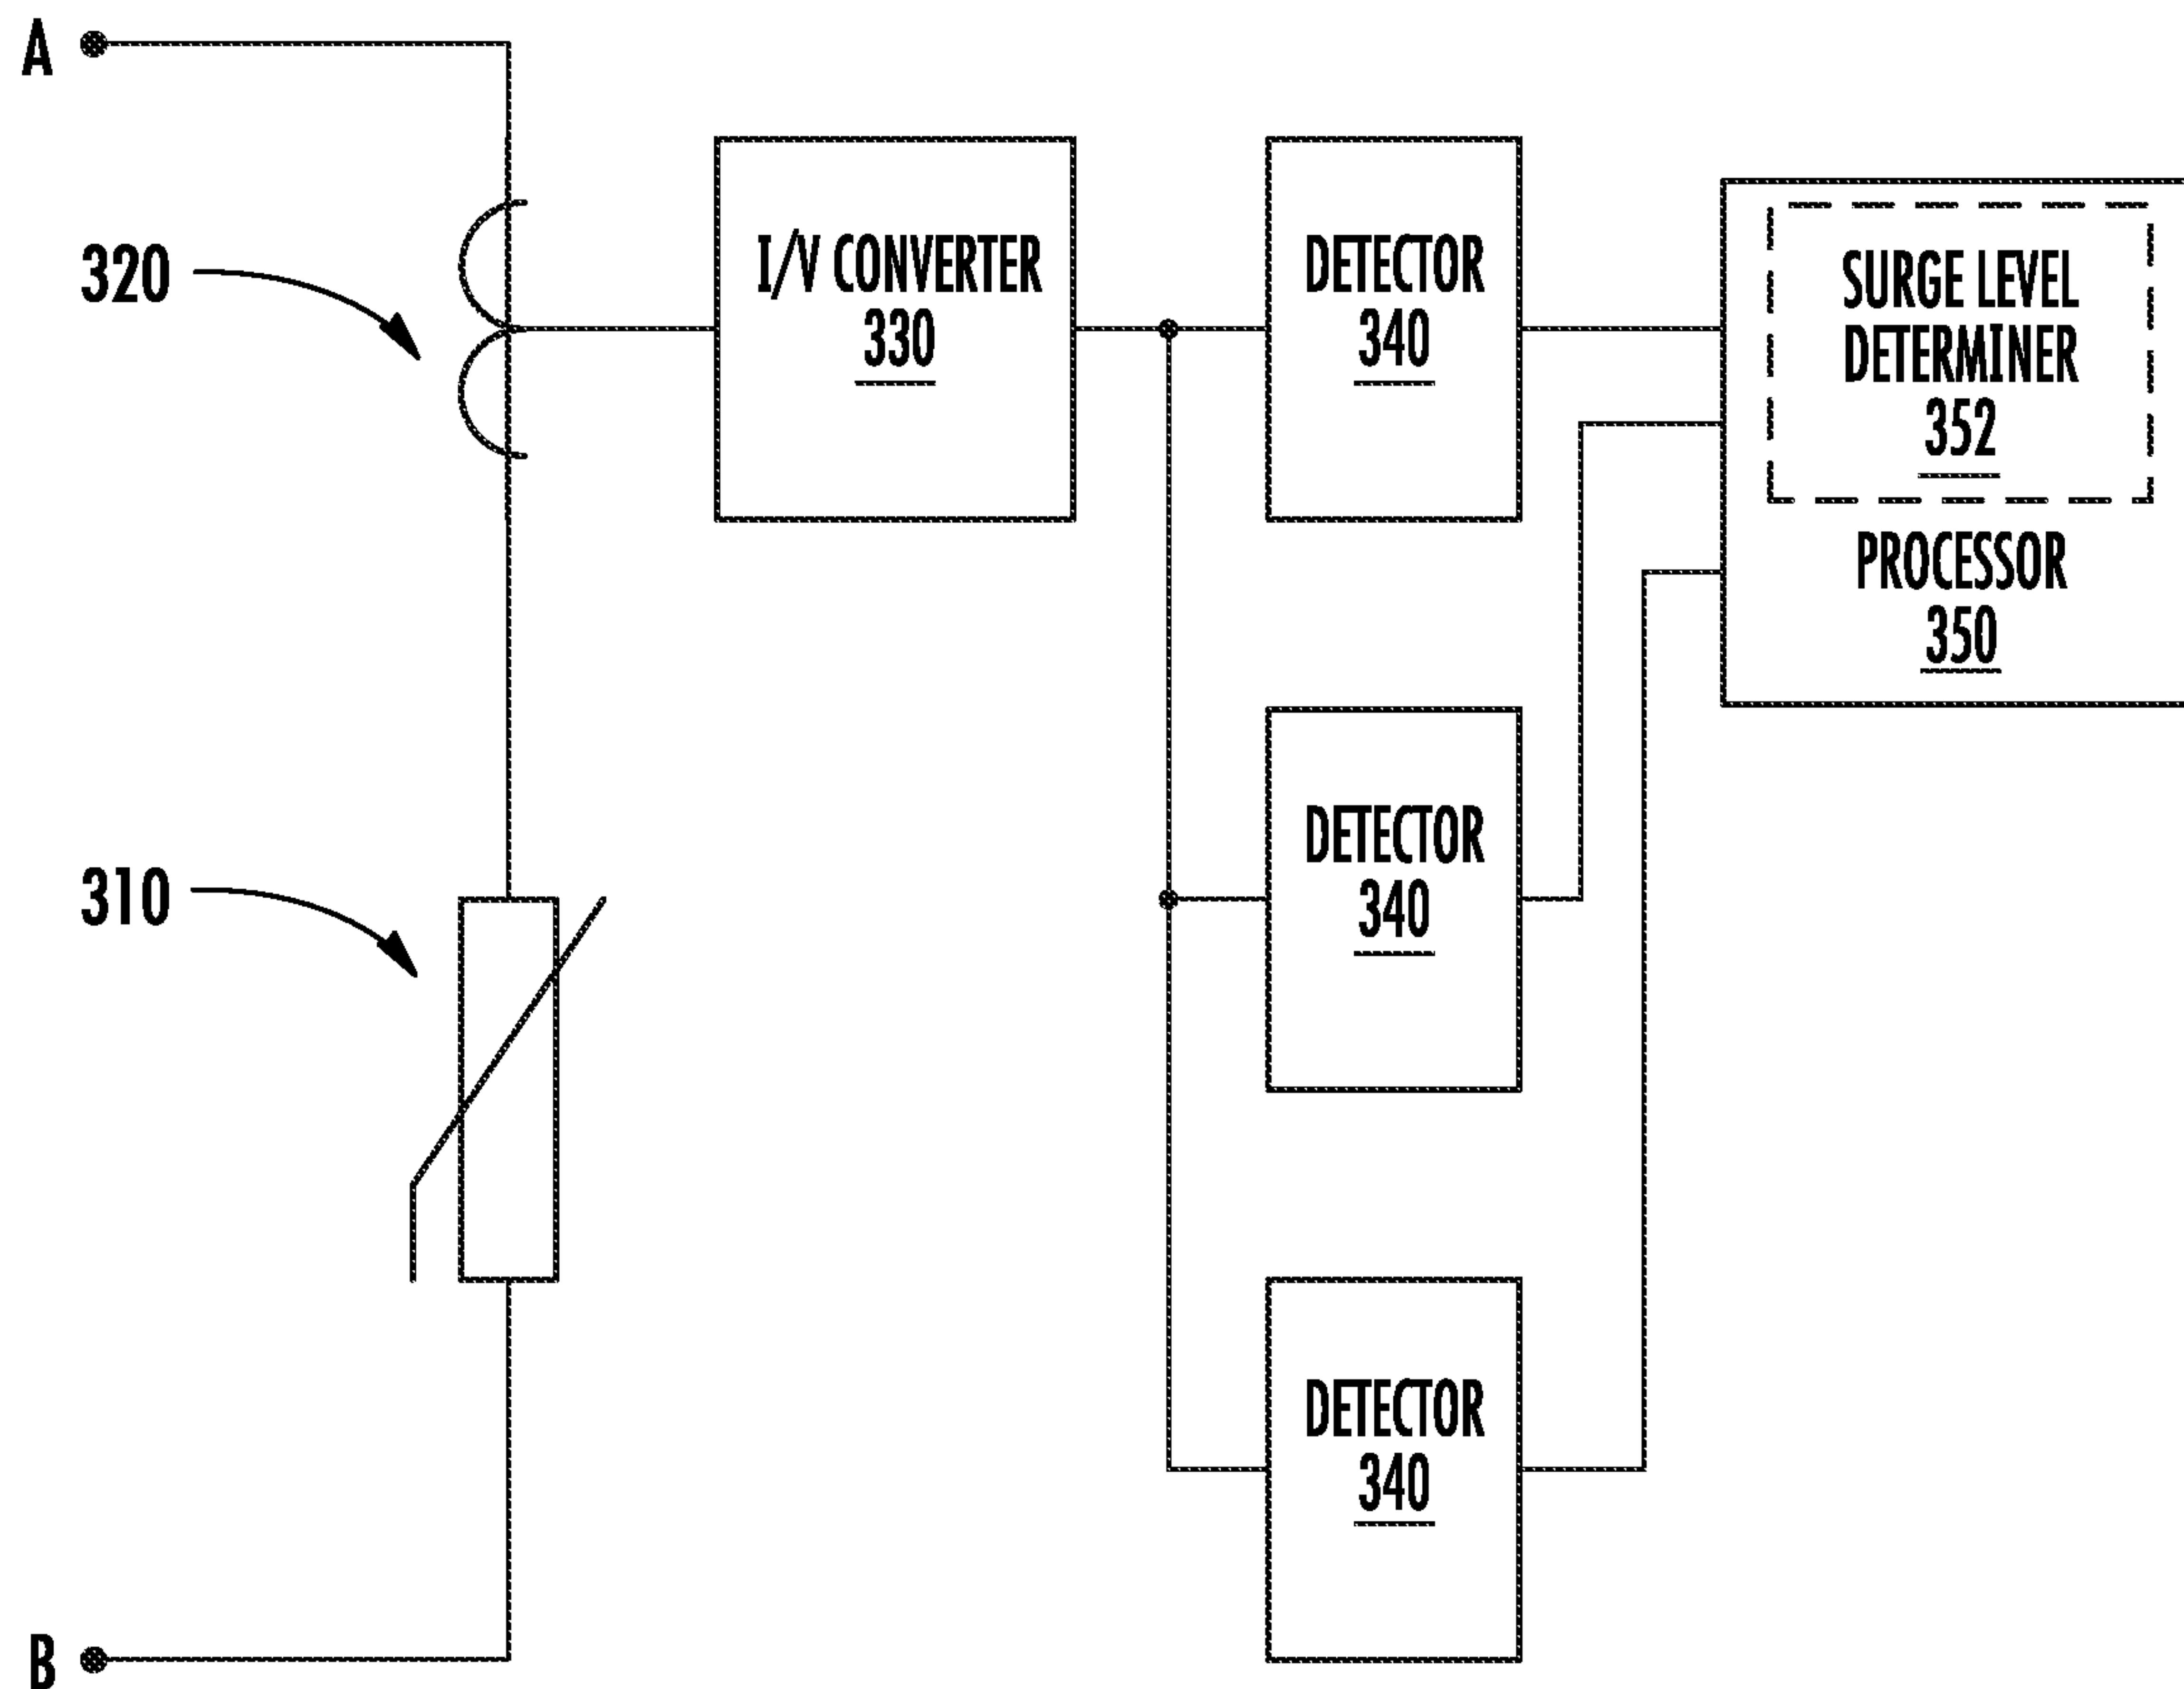 A
320
I/V CONVERTER
330
DETECTOR
340
SURGE LEVEL
DETERMINER
352
PROCESSOR
350
310
DETECTOR
340
DETECTOR
340
B